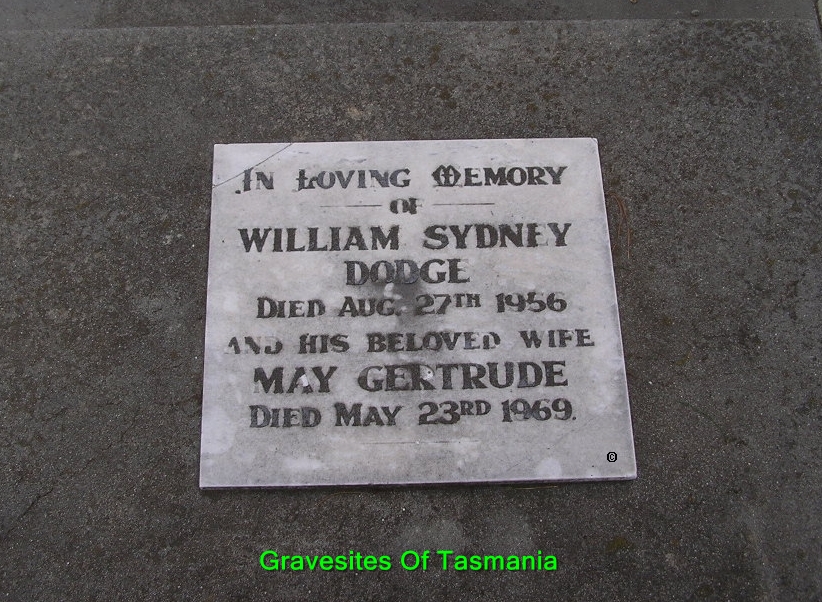 IN LOVING MEMORY
OF
WILLIAM SYDNEY
DODGE
DIED AUG. 27TH 1956
AND HIS BELOVED WIFE
MAY GERTRUDE
DIED MAY 23RD 1969.
©
Gravesites Of Tasmania